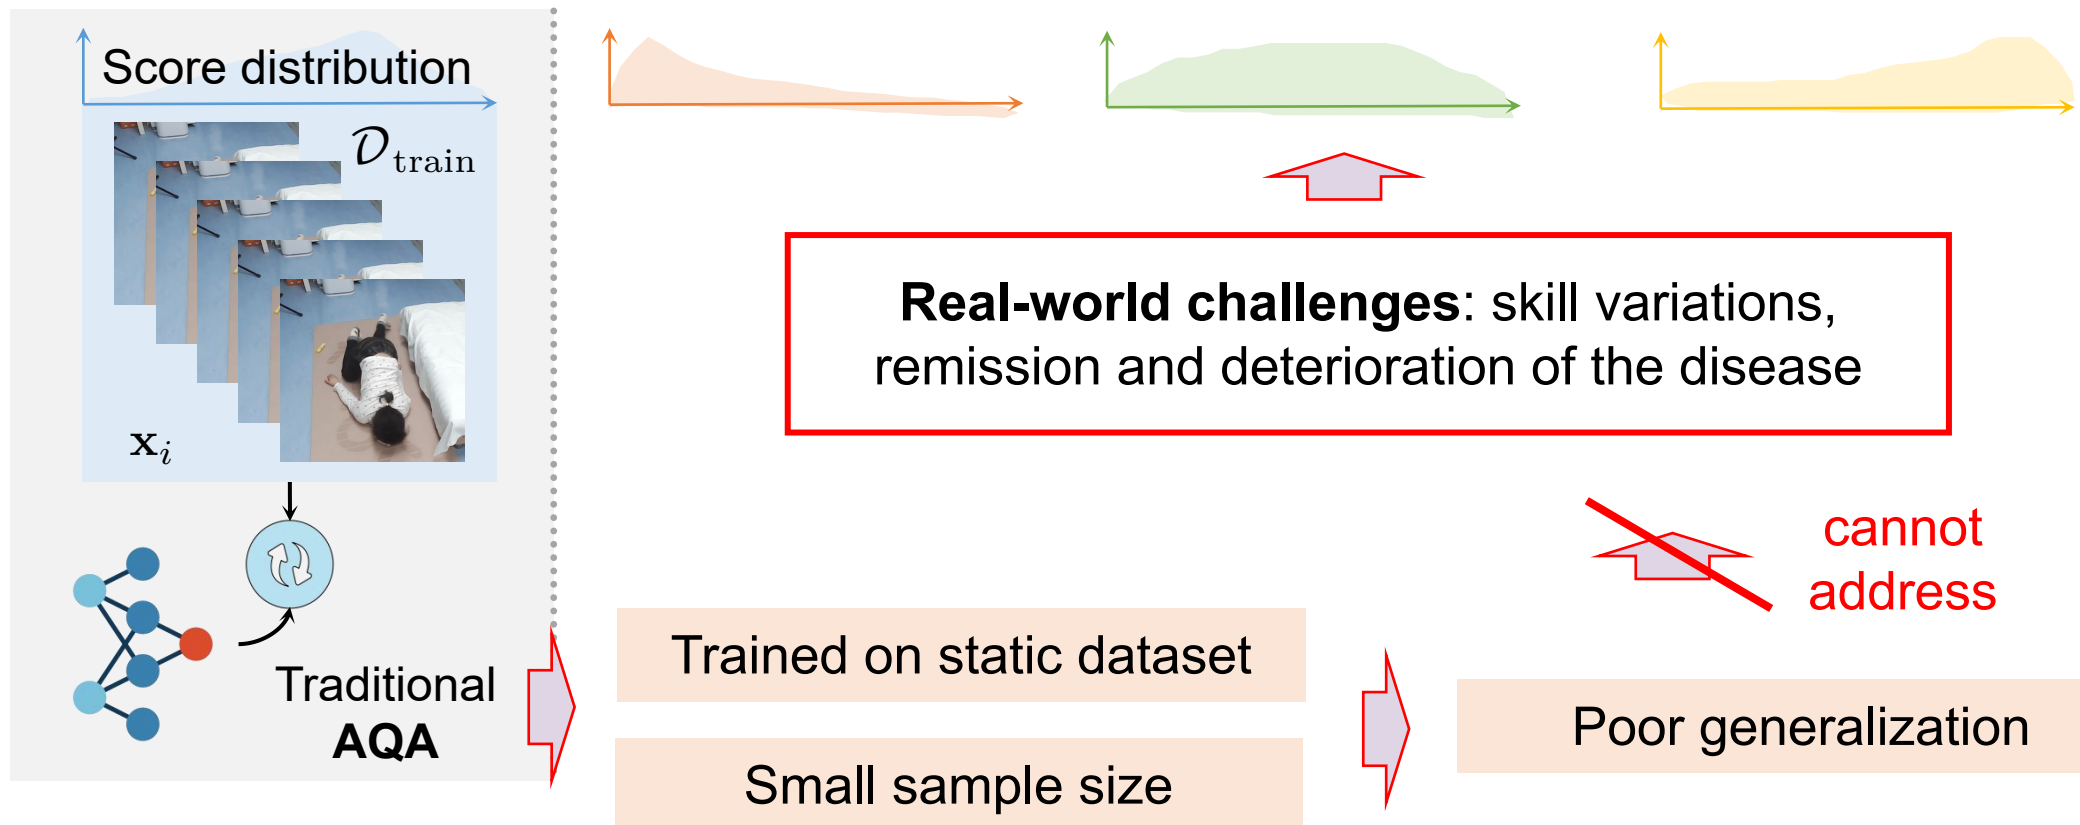 Score distribution
𝒟train
xi
Traditional
AQA
Real-world challenges: skill variations,
remission and deterioration of the disease
cannot
address
Trained on static dataset
Small sample size
Poor generalization